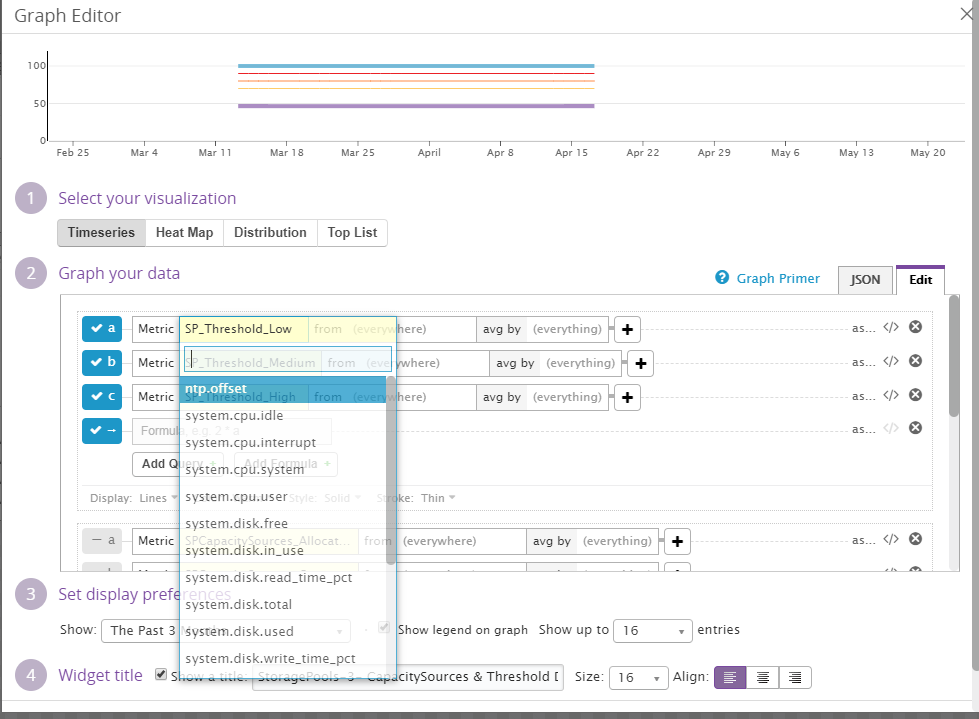 Graph Editor
100
50
0
Feb 25 Mar 4 Mar 11 Mar 18 Mar 25 April Apr 8 Apr 15 Apr 22 Apr 29 May 6 May 13 May 20
1 Select your visualization
Timeseries Heat Map Distribution Top List
2 Graph your data
? Graph Primer JSON Edit
a Metric SP_Threshold_Low from (everywhere) avg by (everything) + as... </>
b Metric SP_Threshold_Medium from (everywhere) avg by (everything) + as... </>
ntp.offset
c Metric SP_Threshold_High from (everywhere) avg by (everything) + as... </>
system.cpu.idle
Formula, e.g. 2 * a as... </>
system.cpu.interrupt
Add Query + Add Formula +
system.cpu.system
Display: Lines Style: Solid Stroke: Thin
system.cpu.user
system.disk.free
a Metric SPCapacitySources_Allocat... from (everywhere) avg by (everything) + as... </>
system.disk.in_use
system.disk.read_time_pct
3 Set display preferences
system.disk.total
Show: The Past 3 Months Show legend on graph Show up to 16 entries
system.disk.used
system.disk.write_time_pct
4 Widget title Show a title: StoragePools-3- CapacitySources & Threshold D Size: 16 Align: